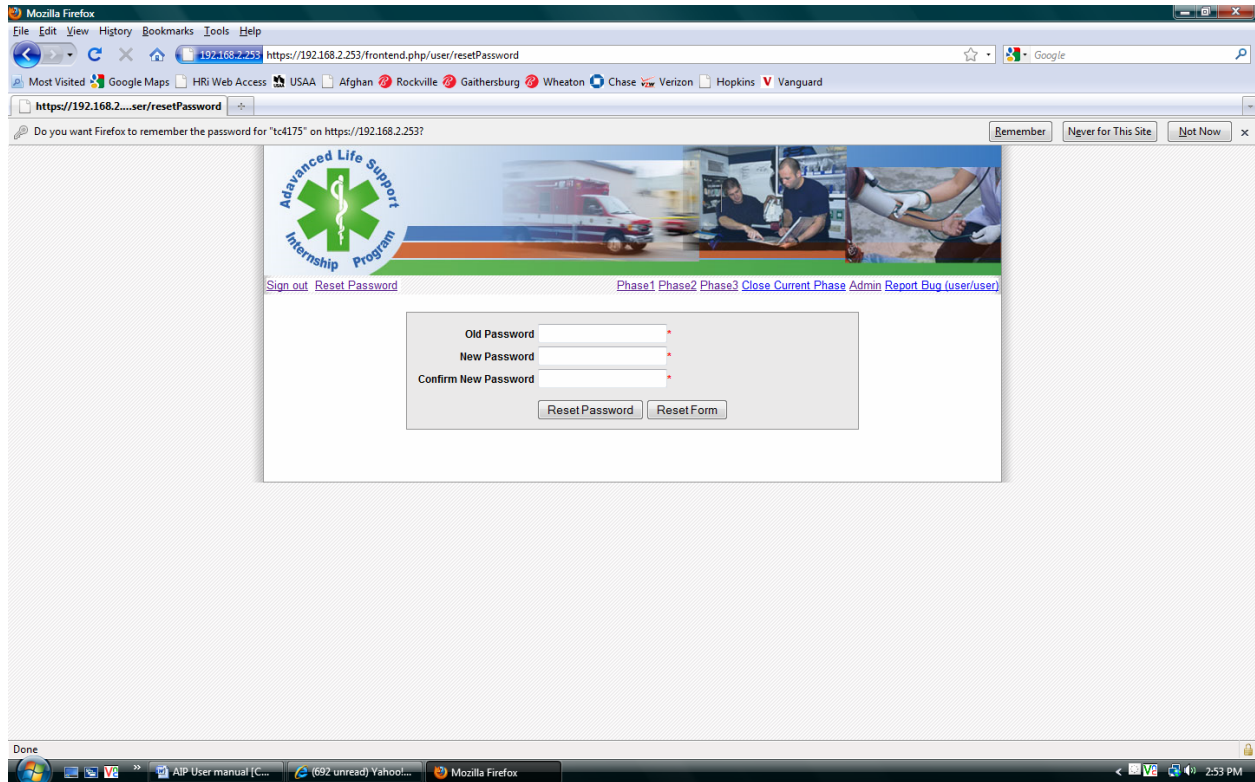 Mozilla Firefox
File Edit View History Bookmarks Tools Help
192.168.2.253 https://192.168.2.253/frontend.php/user/resetPassword Google
Most Visited Google Maps HRi Web Access USAA Afghan Rockville Gaithersburg Wheaton Chase Verizon Hopkins Vanguard
https://192.168.2....ser/resetPassword
Do you want Firefox to remember the password for "tc4175" on https://192.168.2.253? Remember Never for This Site Not Now x
Adavanced Life Support
Internship Program
Sign out Reset Password Phase1 Phase2 Phase3 Close Current Phase Admin Report Bug (user/user)
Old Password *
New Password *
Confirm New Password *
Reset Password Reset Form
Done
AIP User manual [C... (692 unread) Yahoo!... Mozilla Firefox 2:53 PM